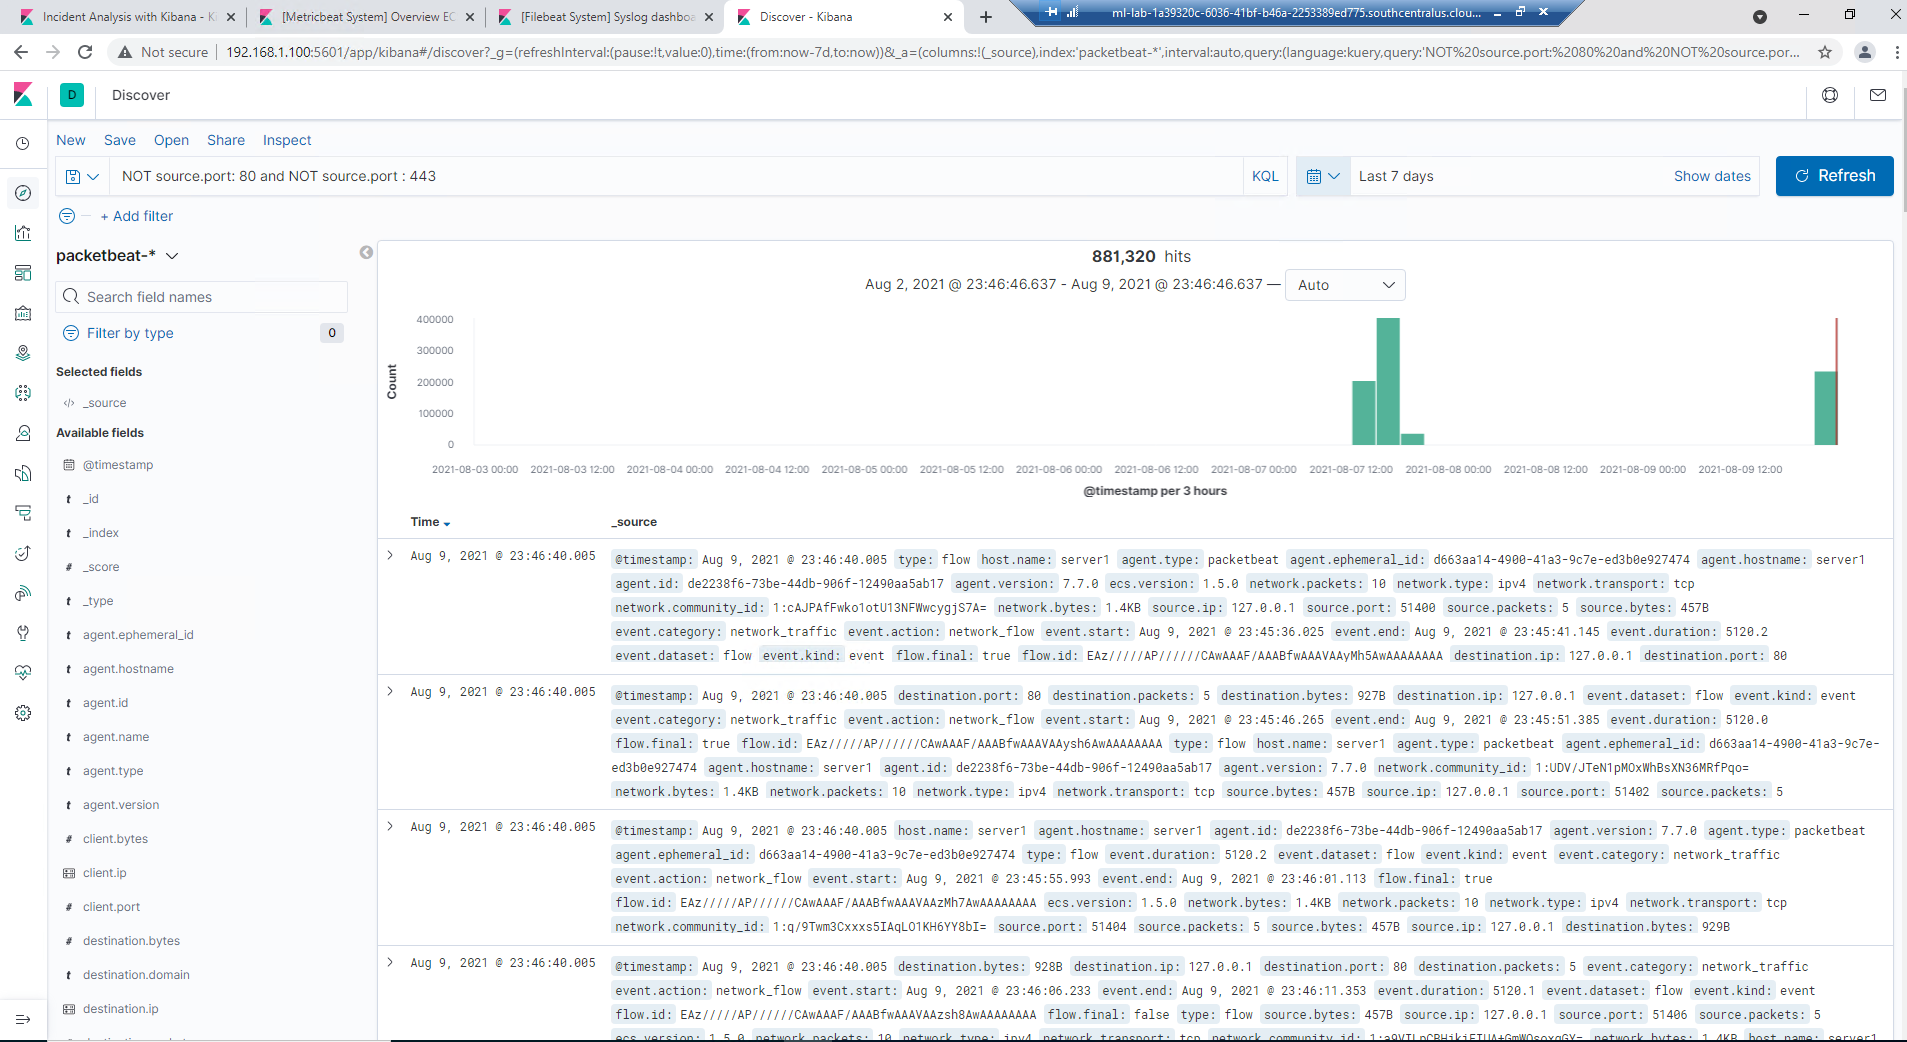 Incident Analysis with Kibana - Ki
[Metricbeat System] Overview EC
[Filebeat System] Syslog dashboa
Discover - Kibana
ml-lab-1a39320c-6036-41bf-b46a-2253389ed775.southcentralus.clou...
Not secure
192.168.1.100:5601/app/kibana#/discover?_g=(refreshInterval:(pause:!t,value:0),time:(from:now-7d,to:now))&_a=(columns:!(_source),index:'packetbeat-*',interval:auto,query:(language:kuery,query:'NOT%20source.port:%2080%20and%20NOT%20source.por...
D
Discover
New Save Open Share Inspect
NOT source.port: 80 and NOT source.port : 443
KQL
Last 7 days
Show dates
Refresh
+ Add filter
packetbeat-*
Search field names
Filter by type
0
Selected fields
</> _source
Available fields
@timestamp
t _id
t _index
# _score
t _type
t agent.ephemeral_id
t agent.hostname
t agent.id
t agent.name
t agent.type
t agent.version
# client.bytes
client.ip
# client.port
# destination.bytes
t destination.domain
destination.ip
881,320 hits
Aug 2, 2021 @ 23:46:46.637 - Aug 9, 2021 @ 23:46:46.637 —
Auto
Count
400000
300000
200000
100000
0
2021-08-03 00:00 2021-08-03 12:00 2021-08-04 00:00 2021-08-04 12:00 2021-08-05 00:00 2021-08-05 12:00 2021-08-06 00:00 2021-08-06 12:00 2021-08-07 00:00 2021-08-07 12:00 2021-08-08 00:00 2021-08-08 12:00 2021-08-09 00:00 2021-08-09 12:00
@timestamp per 3 hours
Time _source
Aug 9, 2021 @ 23:46:40.005
@timestamp: Aug 9, 2021 @ 23:46:40.005 type: flow host.name: server1 agent.type: packetbeat agent.ephemeral_id: d663aa14-4900-41a3-9c7e-ed3b0e927474 agent.hostname: server1
agent.id: de2238f6-73be-44db-906f-12490aa5ab17 agent.version: 7.7.0 ecs.version: 1.5.0 network.packets: 10 network.type: ipv4 network.transport: tcp
network.community_id: 1:cAJPAfFwko1otU13NFWwcygjS7A= network.bytes: 1.4KB source.ip: 127.0.0.1 source.port: 51400 source.packets: 5 source.bytes: 457B
event.category: network_traffic event.action: network_flow event.start: Aug 9, 2021 @ 23:45:36.025 event.end: Aug 9, 2021 @ 23:45:41.145 event.duration: 5120.2
event.dataset: flow event.kind: event flow.final: true flow.id: EAz/////AP//////CAwAAAF/AAABfwAAAVAAyMh5AwAAAAAAAA destination.ip: 127.0.0.1 destination.port: 80
Aug 9, 2021 @ 23:46:40.005
@timestamp: Aug 9, 2021 @ 23:46:40.005 destination.port: 80 destination.packets: 5 destination.bytes: 927B destination.ip: 127.0.0.1 event.dataset: flow event.kind: event
event.category: network_traffic event.action: network_flow event.start: Aug 9, 2021 @ 23:45:46.265 event.end: Aug 9, 2021 @ 23:45:51.385 event.duration: 5120.0
flow.final: true flow.id: EAz/////AP//////CAwAAAF/AAABfwAAAVAAysh6AwAAAAAAAA type: flow host.name: server1 agent.type: packetbeat agent.ephemeral_id: d663aa14-4900-41a3-9c7e-
ed3b0e927474 agent.hostname: server1 agent.id: de2238f6-73be-44db-906f-12490aa5ab17 agent.version: 7.7.0 network.community_id: 1:UDV/JTeN1pMOxWhBsXN36MRfPqo=
network.bytes: 1.4KB network.packets: 10 network.type: ipv4 network.transport: tcp source.bytes: 457B source.ip: 127.0.0.1 source.port: 51402 source.packets: 5
Aug 9, 2021 @ 23:46:40.005
@timestamp: Aug 9, 2021 @ 23:46:40.005 host.name: server1 agent.hostname: server1 agent.id: de2238f6-73be-44db-906f-12490aa5ab17 agent.version: 7.7.0 agent.type: packetbeat
agent.ephemeral_id: d663aa14-4900-41a3-9c7e-ed3b0e927474 type: flow event.duration: 5120.2 event.dataset: flow event.kind: event event.category: network_traffic
event.action: network_flow event.start: Aug 9, 2021 @ 23:45:55.993 event.end: Aug 9, 2021 @ 23:46:01.113 flow.final: true
flow.id: EAz/////AP//////CAwAAAF/AAABfwAAAVAAzMh7AwAAAAAAAA ecs.version: 1.5.0 network.bytes: 1.4KB network.packets: 10 network.type: ipv4 network.transport: tcp
network.community_id: 1:q/9Twm3Cxxxs5IAqLO1KH6YY8bI= source.port: 51404 source.packets: 5 source.bytes: 457B source.ip: 127.0.0.1 destination.bytes: 929B
Aug 9, 2021 @ 23:46:40.005
@timestamp: Aug 9, 2021 @ 23:46:40.005 destination.bytes: 928B destination.ip: 127.0.0.1 destination.port: 80 destination.packets: 5 event.category: network_traffic
event.action: network_flow event.start: Aug 9, 2021 @ 23:46:06.233 event.end: Aug 9, 2021 @ 23:46:11.353 event.duration: 5120.1 event.dataset: flow event.kind: event
flow.id: EAz/////AP//////CAwAAAF/AAABfwAAAVAAzsh8AwAAAAAAAA flow.final: false type: flow source.bytes: 457B source.ip: 127.0.0.1 source.port: 51406 source.packets: 5
ecs.version: 1.5.0 network.packets: 10 network.type: ipv4 network.transport: tcp network.community_id: network.bytes: 1.4KB host.name: server1